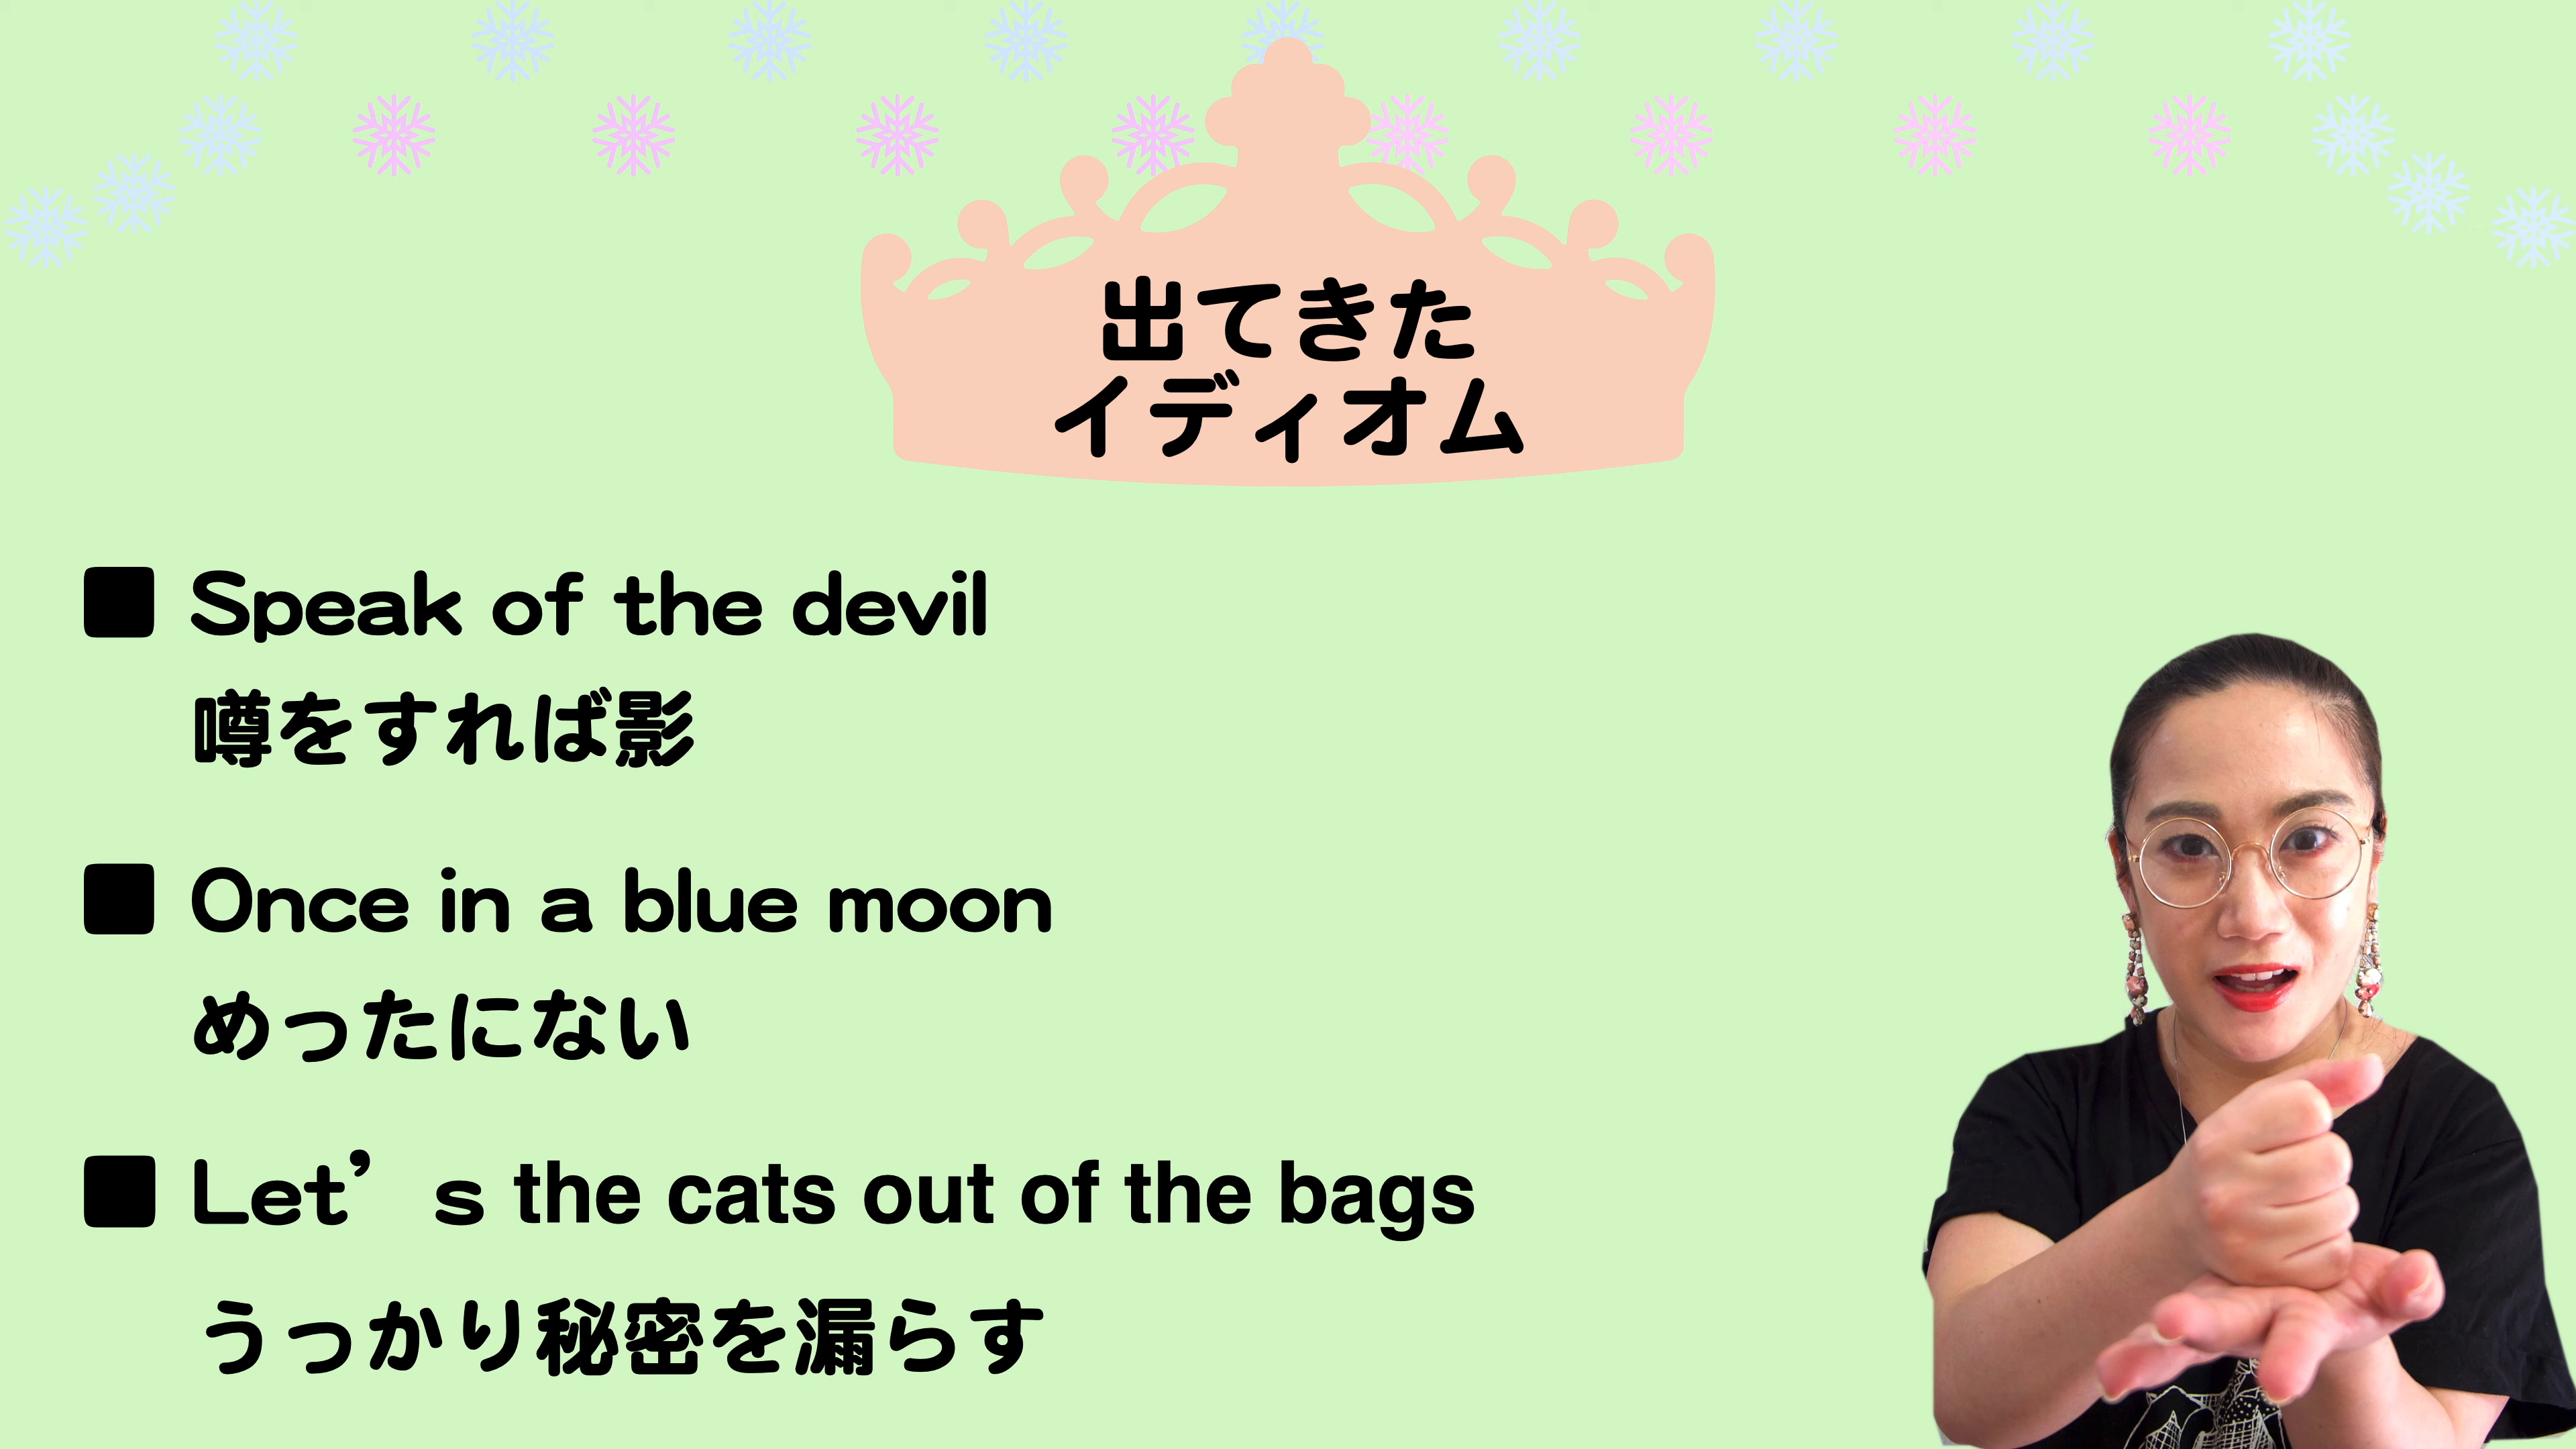 出てきた
イディオム
■ Speak of the devil
噂をすれば影
■ Once in a blue moon
めったにない
■ Let’s the cats out of the bags
うっかり秘密を漏らす